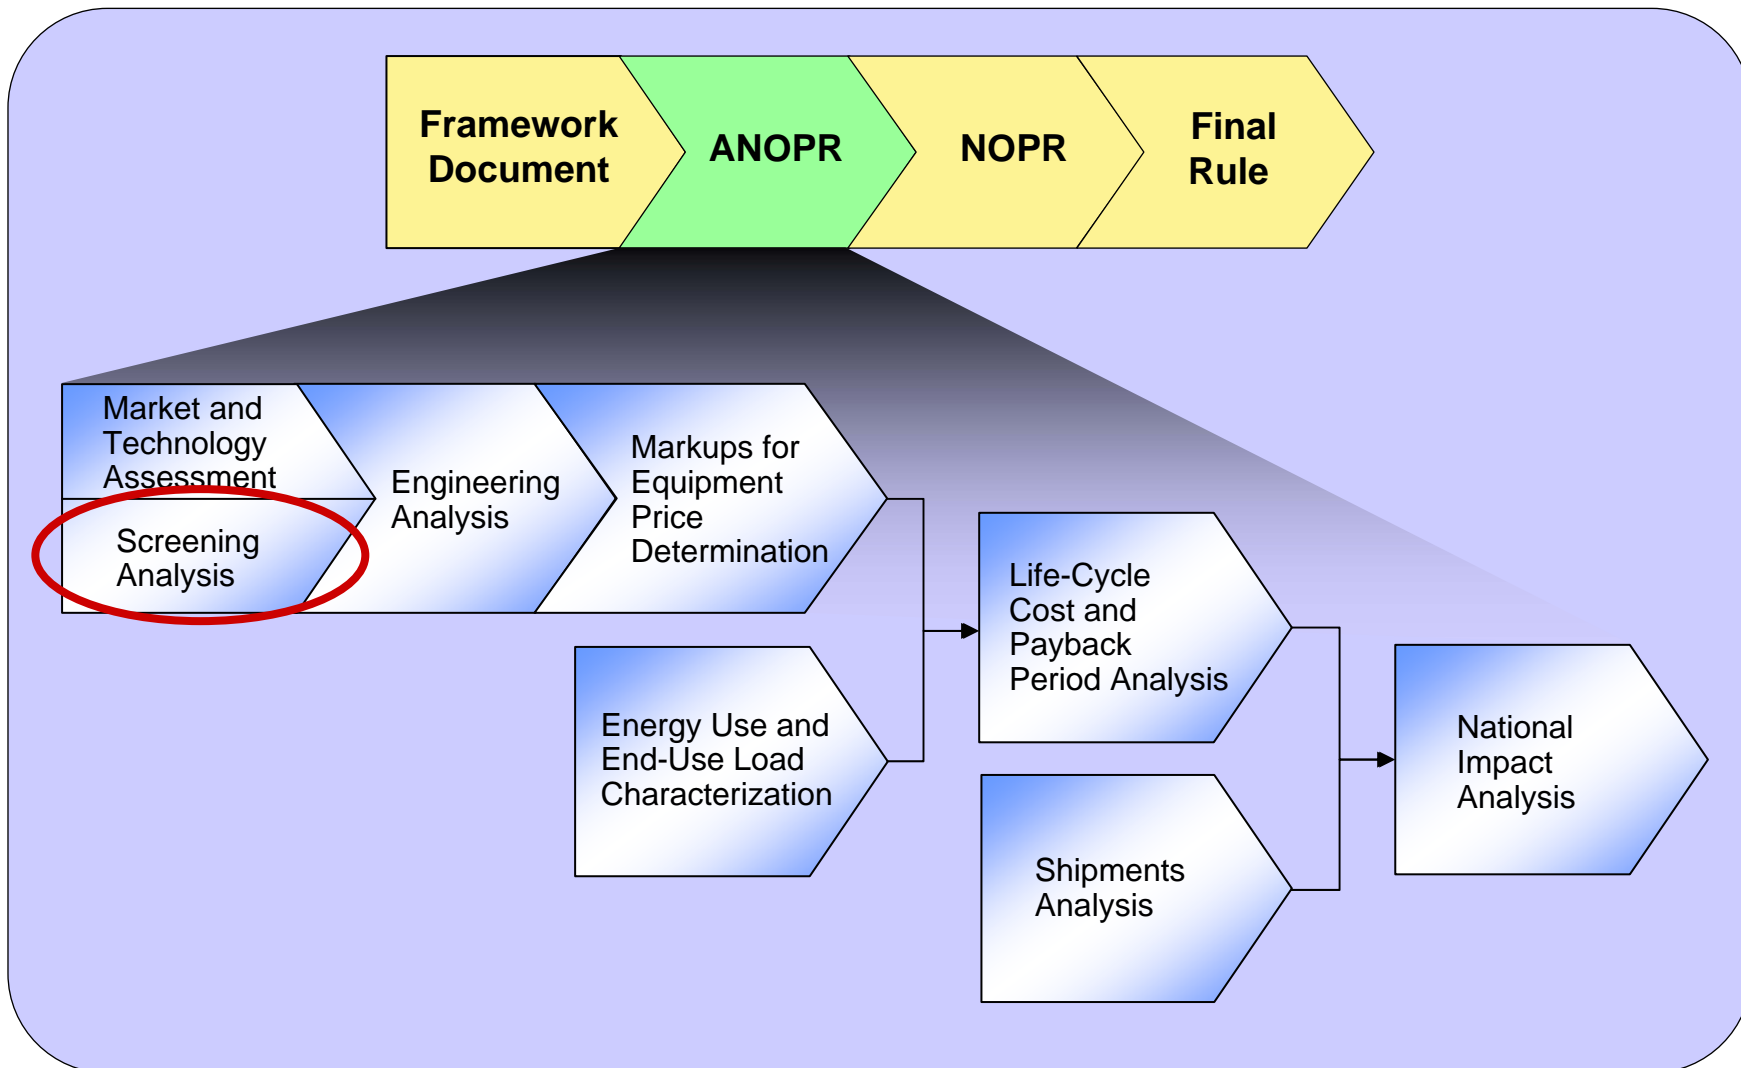 Framework
Document
ANOPR
NOPR
Final
Rule
Market and
Technology
Assessment
Screening
Analysis
Engineering
Analysis
Markups for
Equipment
Price
Determination
Energy Use and
End-Use Load
Characterization
Life-Cycle
Cost and
Payback
Period Analysis
Shipments
Analysis
National
Impact
Analysis